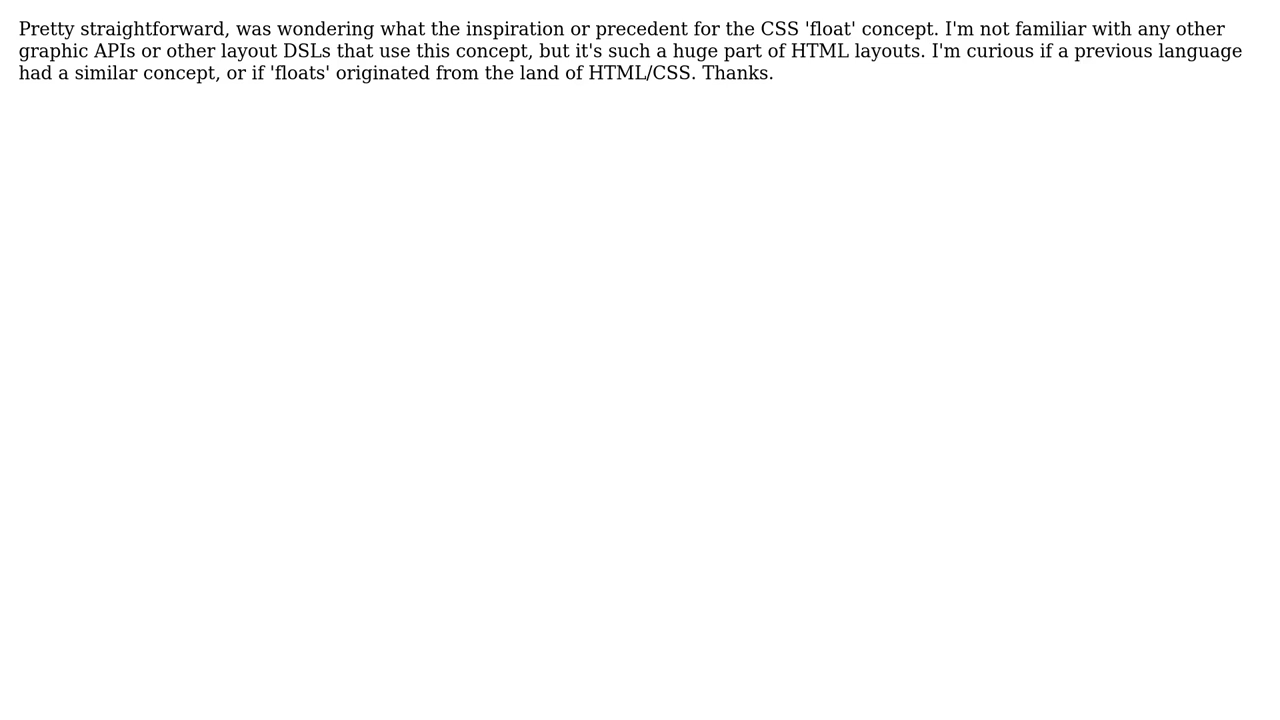 Pretty straightforward, was wondering what the inspiration or precedent for the CSS 'float' concept. I'm not familiar with any other
graphic APIs or other layout DSLs that use this concept, but it's such a huge part of HTML layouts. I'm curious if a previous language
had a similar concept, or if 'floats' originated from the land of HTML/CSS. Thanks.